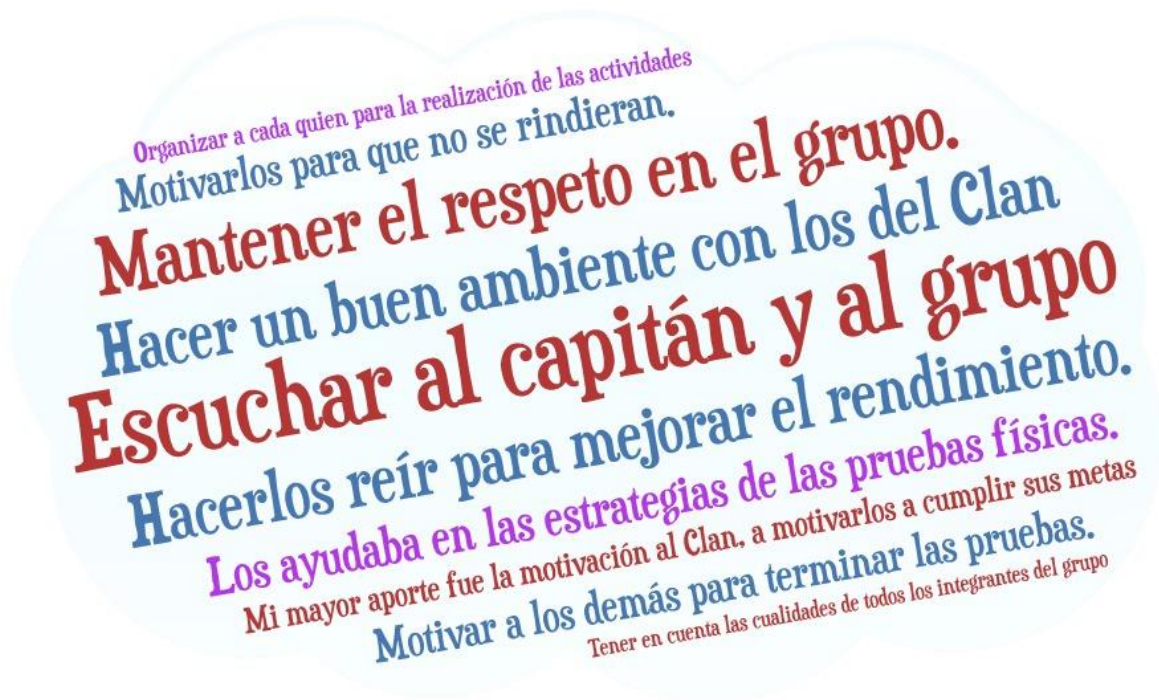 Organizar a cada quien para la realización de las actividades
Motivarlos para que no se rindieran.
Mantener el respeto en el grupo.
Hacer un buen ambiente con los del Clan
Escuchar al capitán y al grupo
Hacerlos reír para mejorar el rendimiento.
Los ayudaba en las estrategias de las pruebas físicas.
Mi mayor aporte fue la motivación al Clan, a motivarlos a cumplir sus metas
Motivar a los demás para terminar las pruebas.
Tener en cuenta las cualidades de todos los integrantes del grupo